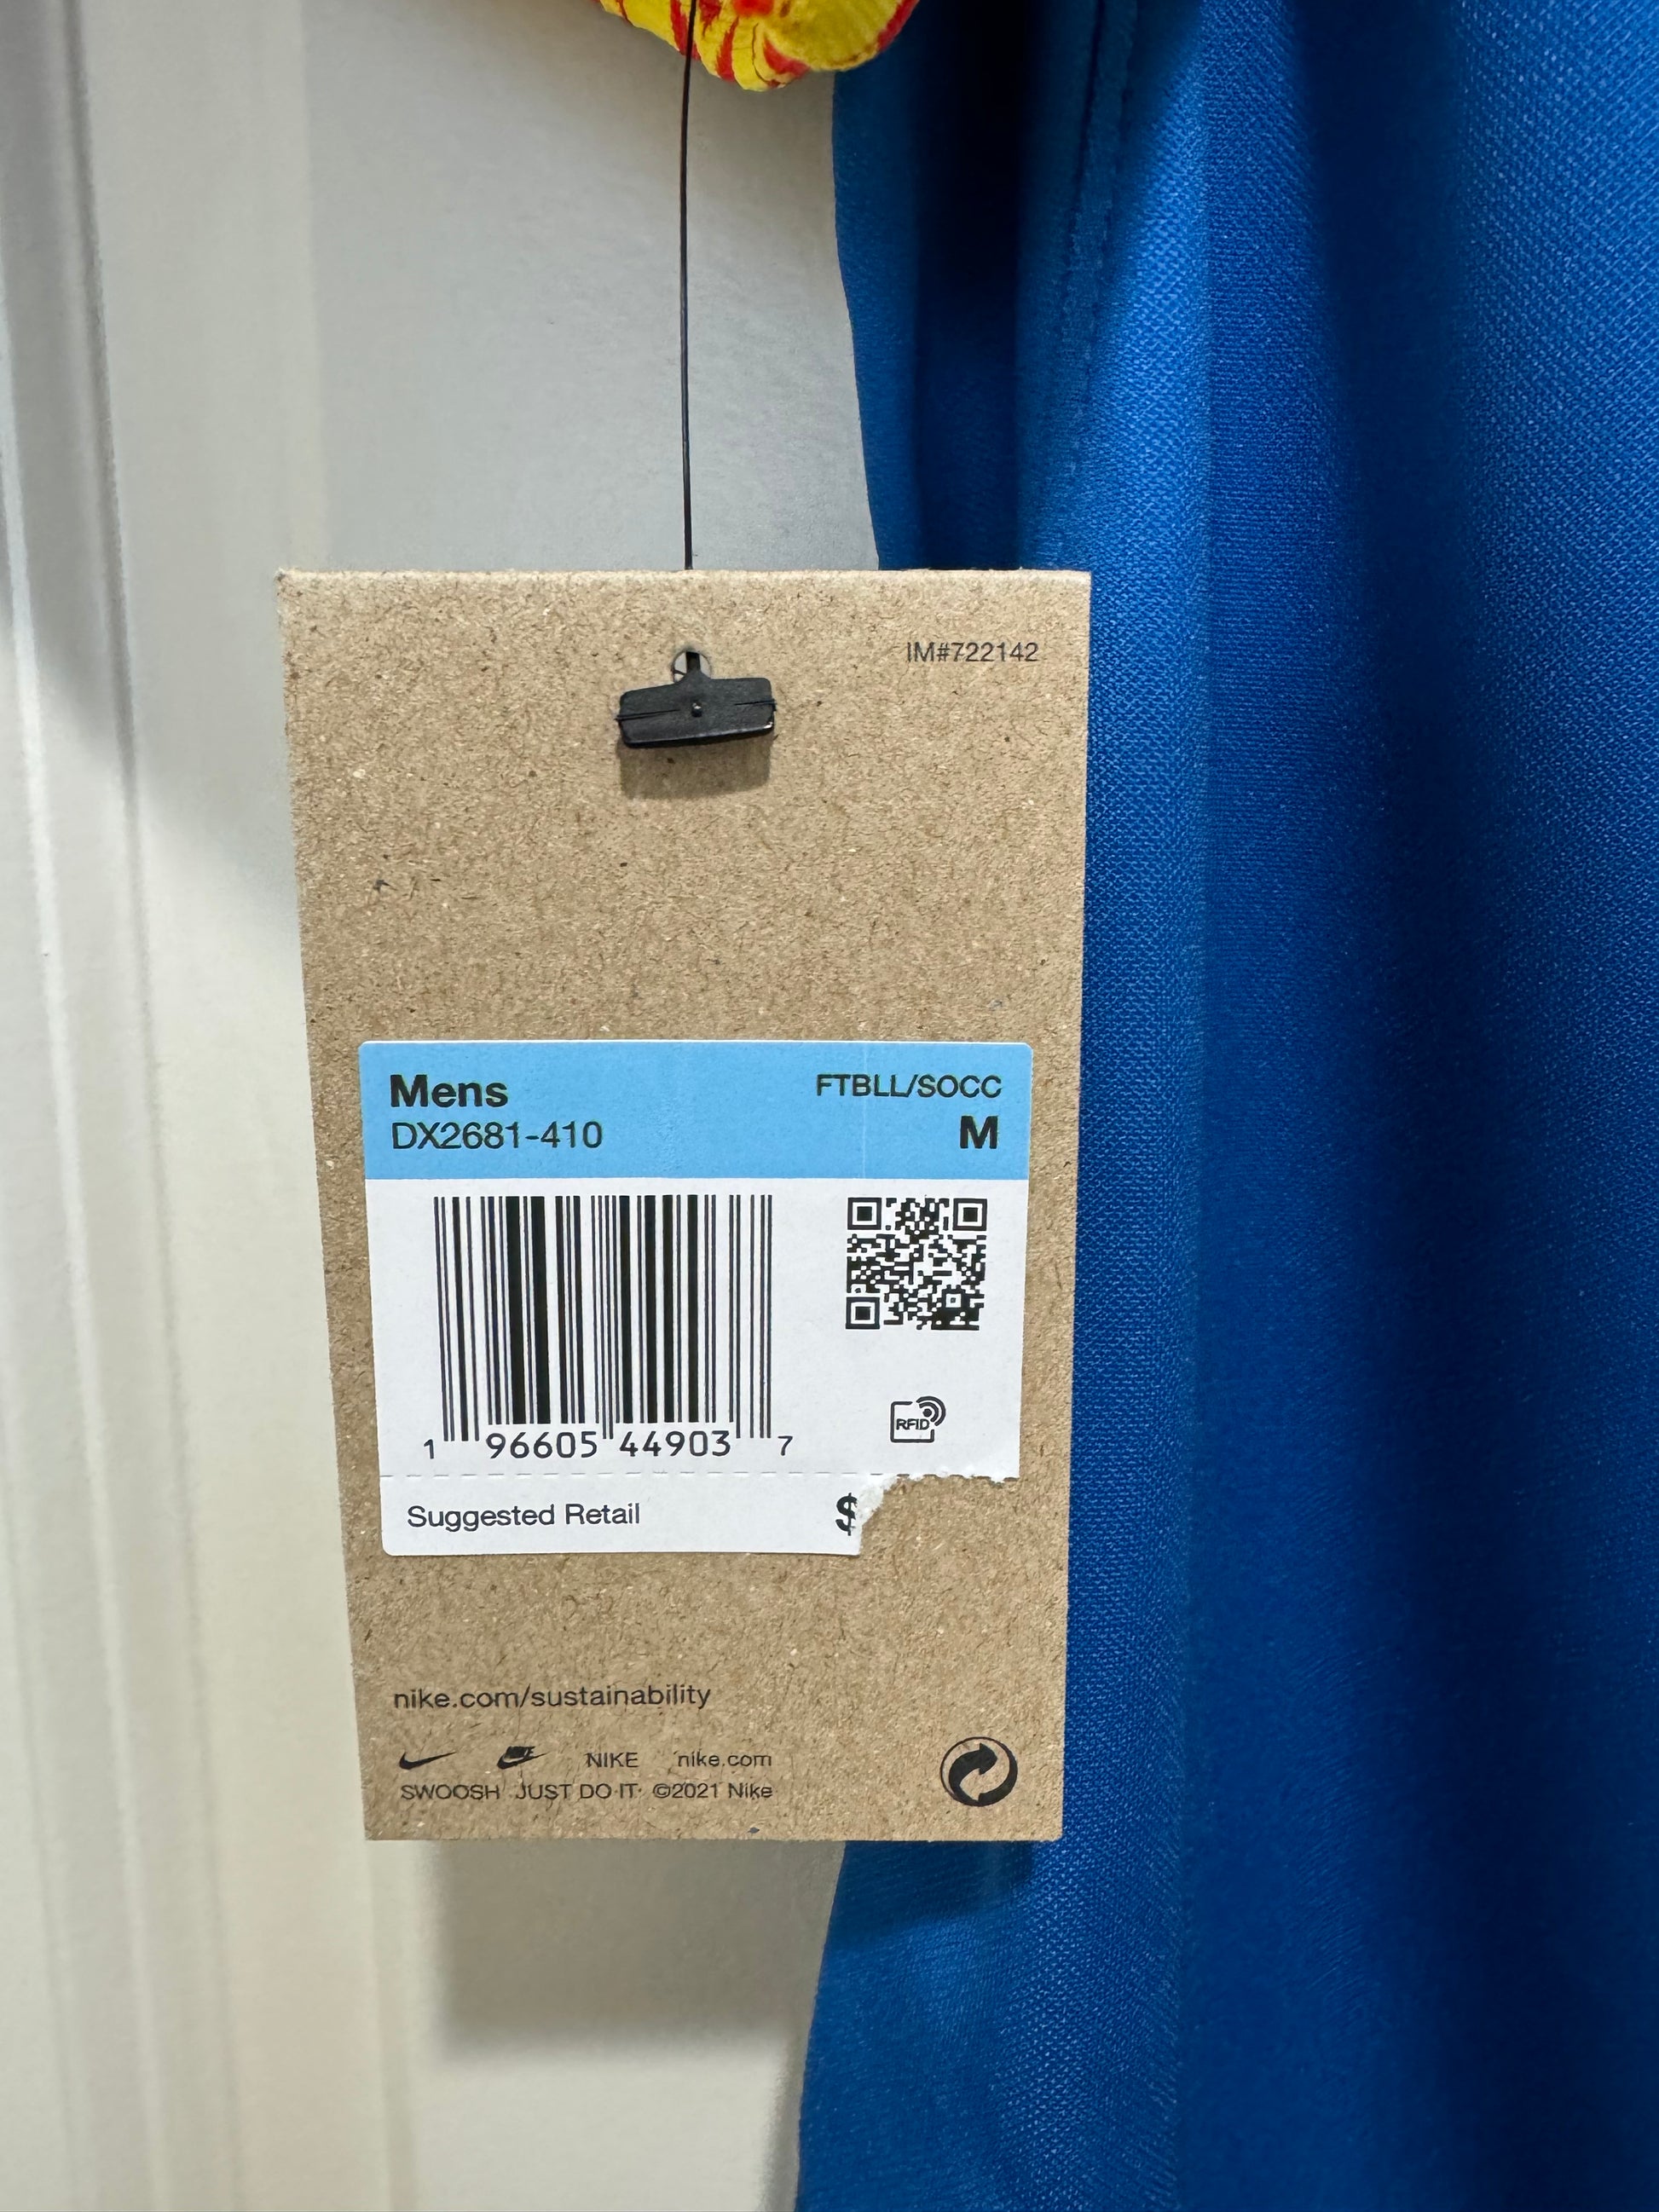 IM#722142
Mens
FTBLL/SOCC
DX2681-410
M
1 96605 44903 7
RFID
Suggested Retail $
nike.com/sustainability
NIKE nike.com
SWOOSH JUST DO IT ©2021 Nike